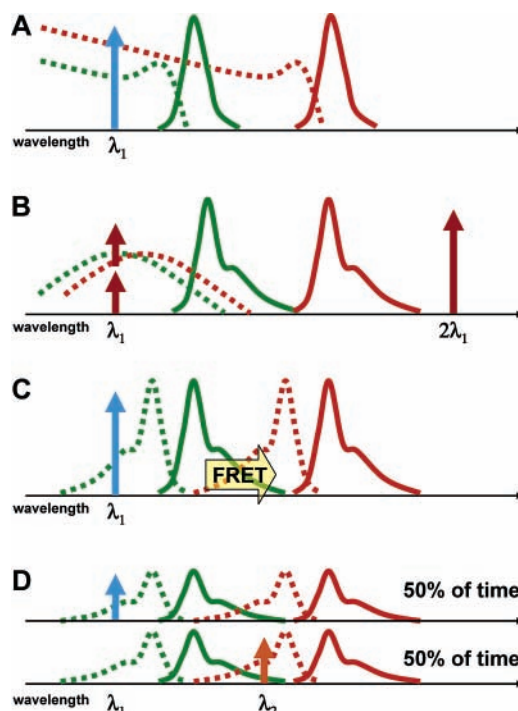 A
wavelength λ₁
B
wavelength λ₁ 2λ₁
C
FRET
wavelength λ₁
D
50% of time
50% of time
wavelength λ₁ λ₂